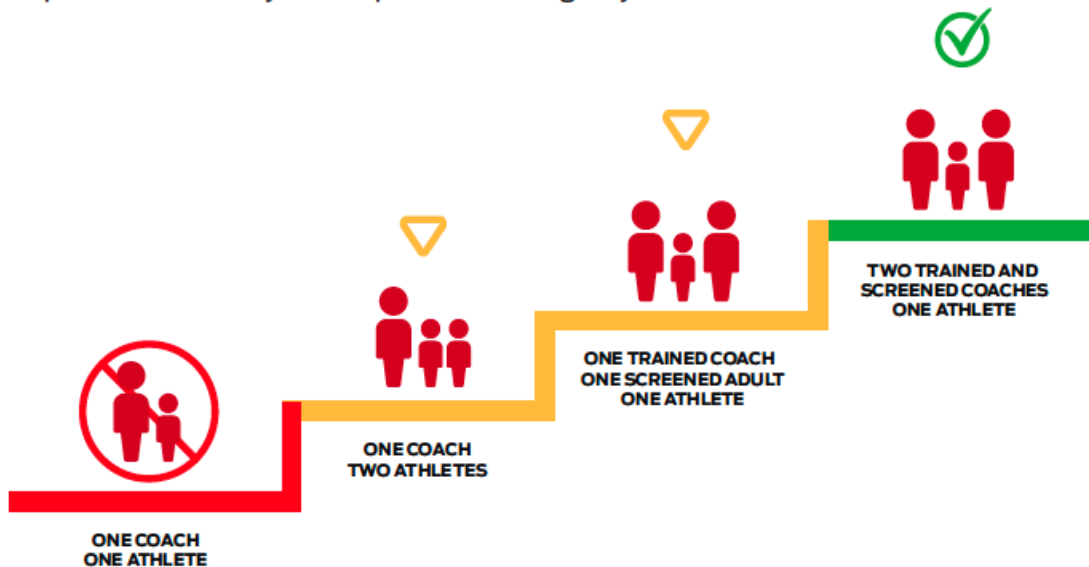 ONE COACH
ONE ATHLETE
ONE COACH
TWO ATHLETES
ONE TRAINED COACH
ONE SCREENED ADULT
ONE ATHLETE
TWO TRAINED AND
SCREENED COACHES
ONE ATHLETE